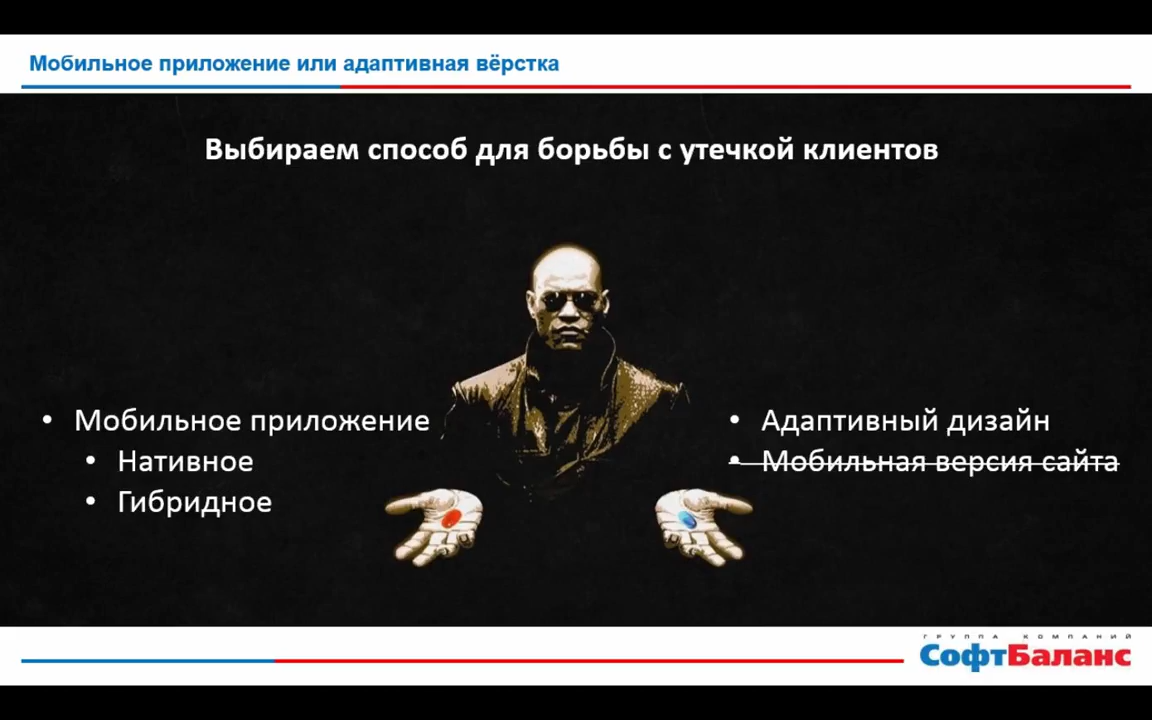 Мобильное приложение или адаптивная вёрстка
Выбираем способ для борьбы с утечкой клиентов
• Мобильное приложение
• Нативное
• Гибридное
• Адаптивный дизайн
• Мобильная версия сайта
ГРУППА КОМПАНИЙ
СофтБаланс